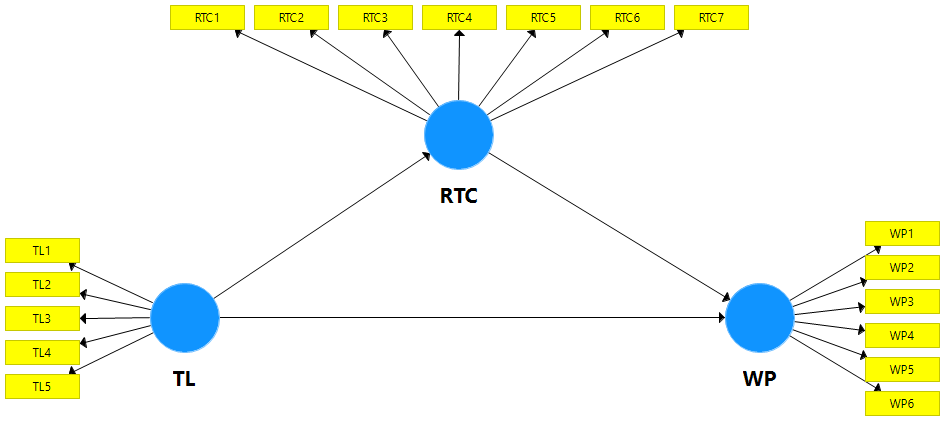 RTC1 RTC2 RTC3 RTC4 RTC5 RTC6 RTC7
RTC
TL1
TL2
TL3
TL4
TL5
TL
WP1
WP2
WP3
WP4
WP5
WP6
WP